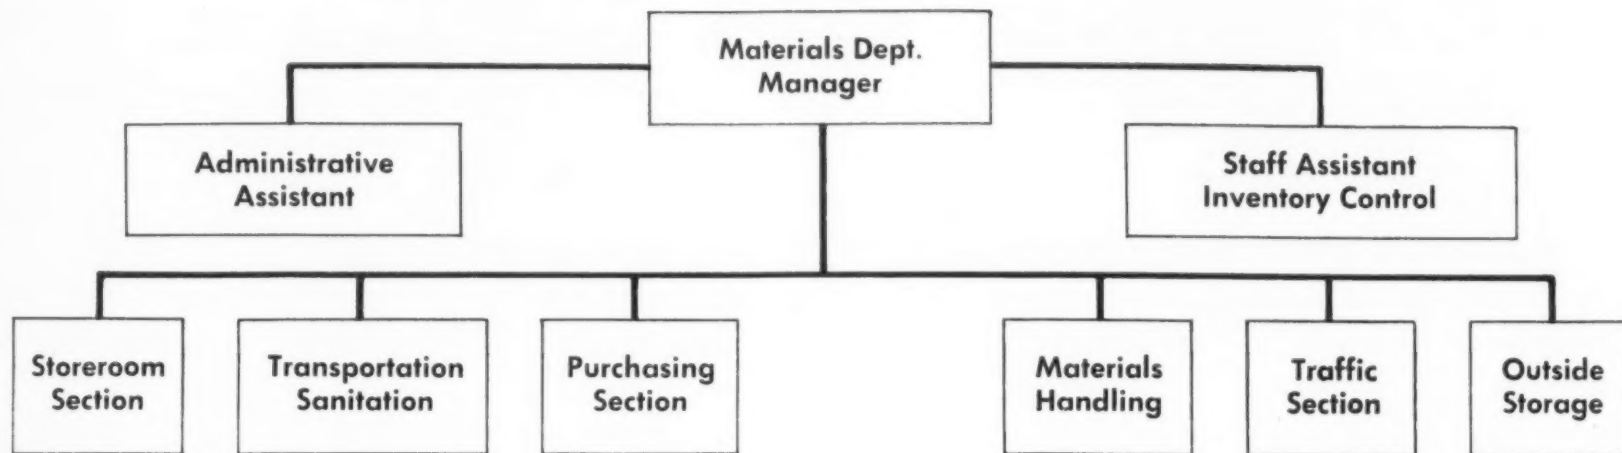 Materials Dept.
Manager
Administrative
Assistant
Staff Assistant
Inventory Control
Storeroom
Section
Transportation
Sanitation
Purchasing
Section
Materials
Handling
Traffic
Section
Outside
Storage